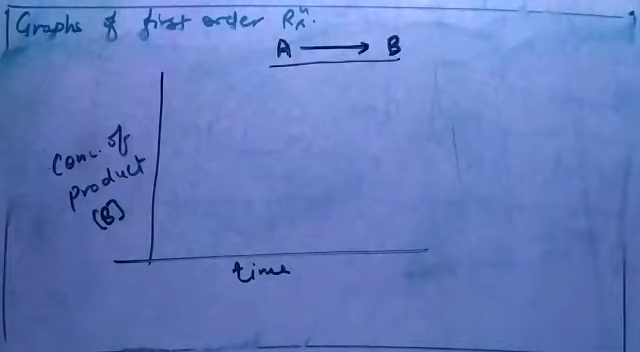 Graphs of first order Rxⁿ.
A → B
Conc. of
product
(B)
time